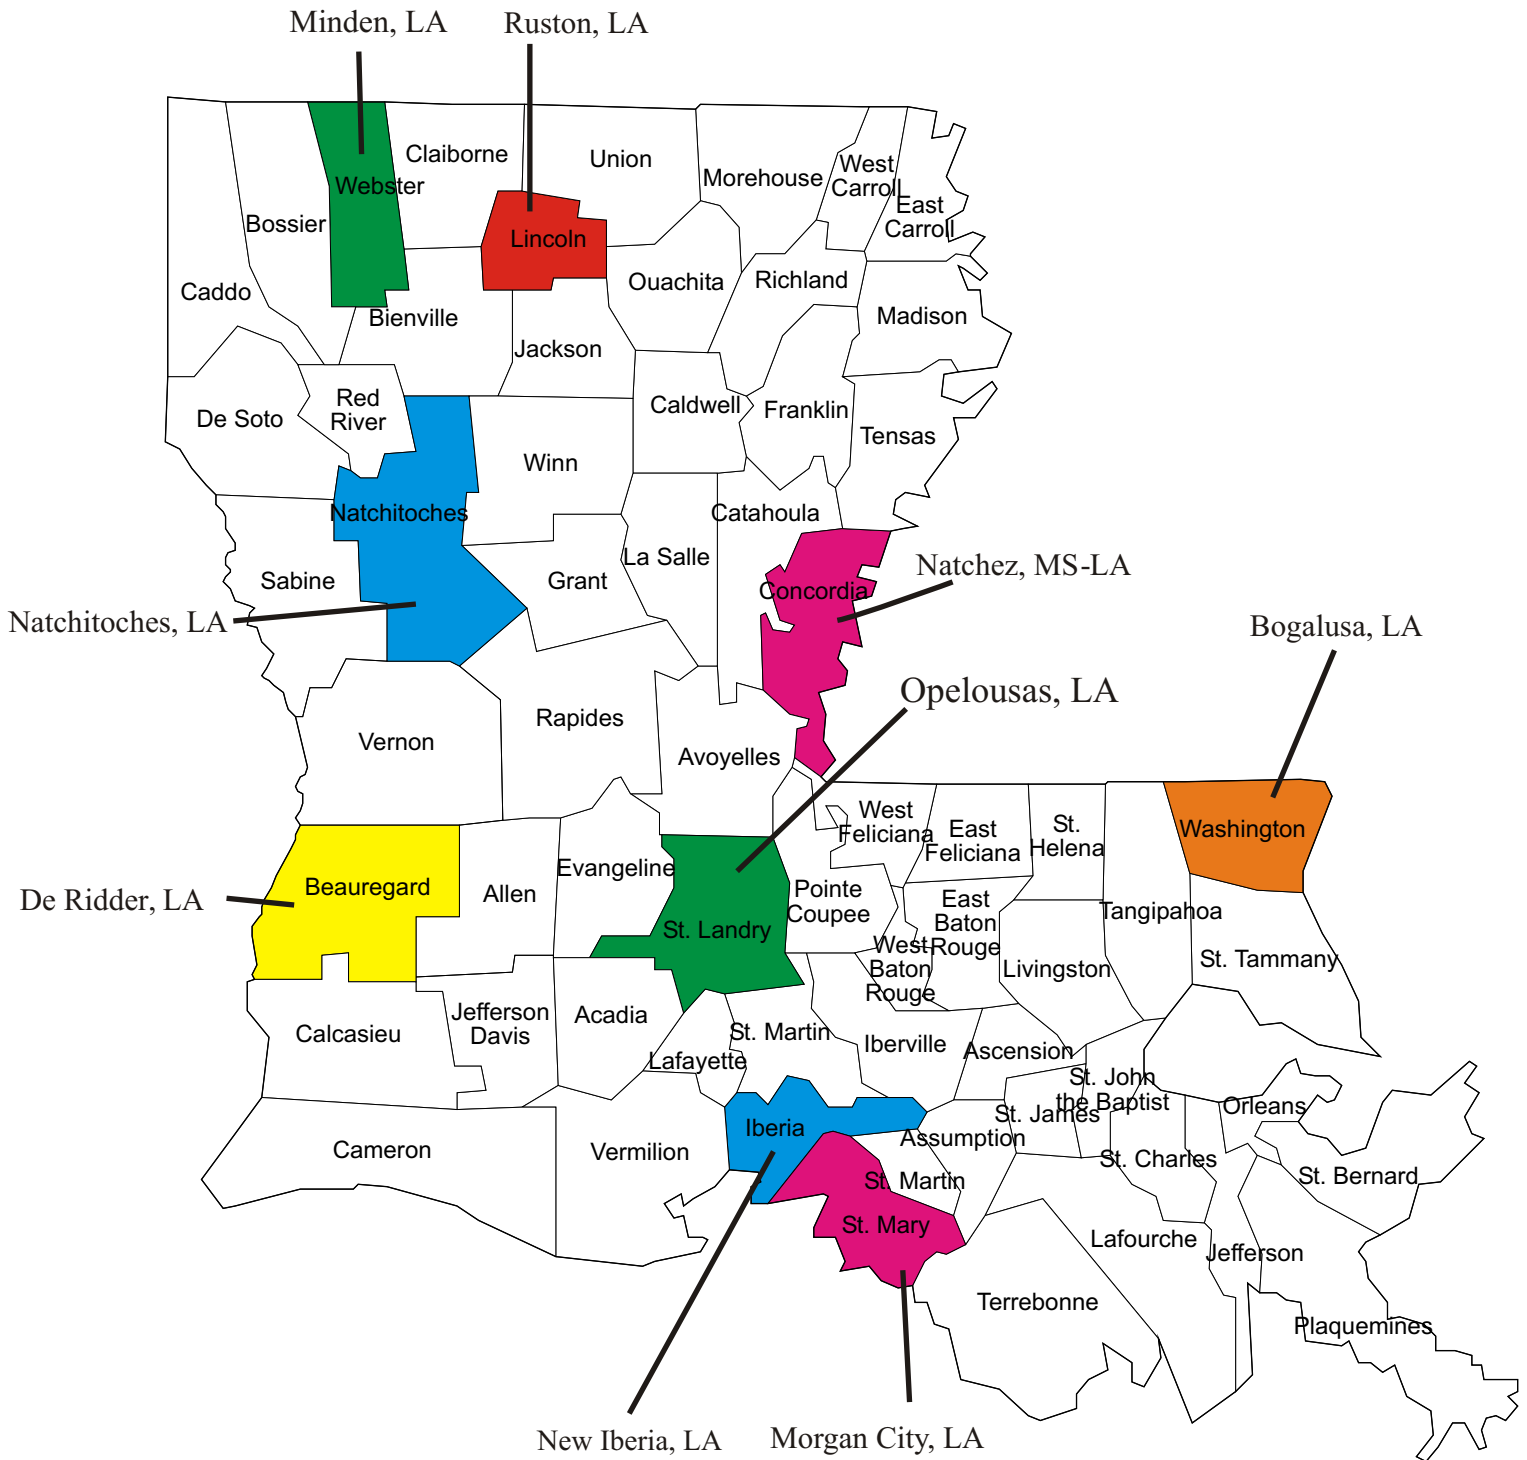 Minden, LA
Ruston, LA
Claiborne
Union
Morehouse
West
Carroll
East
Carroll
Webster
Bossier
Lincoln
Caddo
Ouachita
Richland
Bienville
Madison
Jackson
Red
River
De Soto
Caldwell
Franklin
Tensas
Winn
Natchitoches
Catahoula
La Salle
Sabine
Grant
Concordia
Natchez, MS-LA
Natchitoches, LA
Bogalusa, LA
Opelousas, LA
Rapides
Vernon
Avoyelles
West
Feliciana
East
Feliciana
St.
Helena
Washington
Evangeline
Beauregard
Allen
De Ridder, LA
Pointe
Coupee
East
Baton
Rouge
Tangipahoa
St. Landry
West
Baton
Rouge
Livingston
St. Tammany
Calcasieu
Jefferson
Davis
Acadia
St. Martin
Lafayette
Iberville
Ascension
St. John
the Baptist
St. James
Orleans
Iberia
Assumption
Cameron
Vermilion
St. Charles
St. Martin
St. Bernard
St. Mary
Lafourche
Jefferson
Terrebonne
Plaquemines
New Iberia, LA
Morgan City, LA